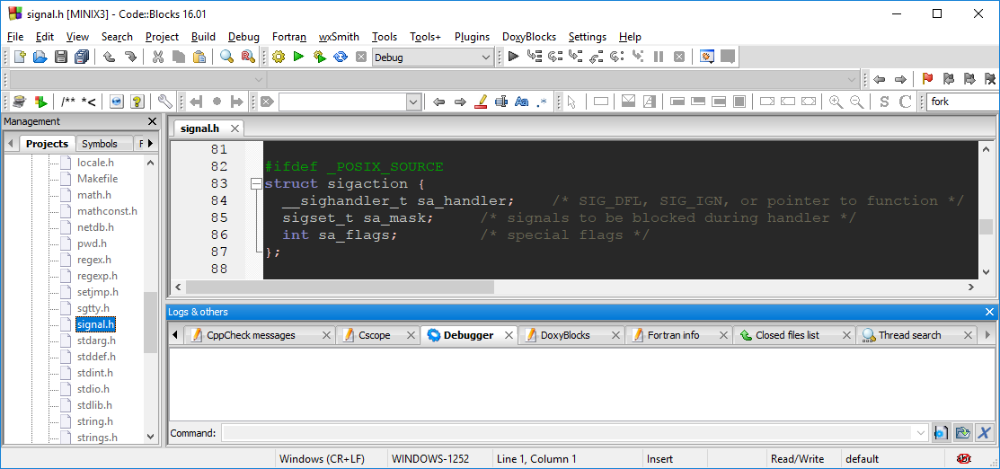 signal.h [MINIX3] - Code::Blocks 16.01
File Edit View Search Project Build Debug Fortran wxSmith Tools Tools+ Plugins DoxyBlocks Settings Help
Debug
/** *< fork
Aa .* S C
Management
Projects Symbols F
locale.h
Makefile
math.h
mathconst.h
netdb.h
pwd.h
regex.h
regexp.h
setjmp.h
sgtty.h
signal.h
stdarg.h
stddef.h
stdint.h
stdio.h
stdlib.h
string.h
strings.h
signal.h
81
82 #ifdef _POSIX_SOURCE
83 struct sigaction {
84 __sighandler_t sa_handler; /* SIG_DFL, SIG_IGN, or pointer to function */
85 sigset_t sa_mask; /* signals to be blocked during handler */
86 int sa_flags; /* special flags */
87 };
88
Logs & others
CppCheck messages Cscope Debugger DoxyBlocks Fortran info Closed files list Thread search
Command:
Windows (CR+LF) WINDOWS-1252 Line 1, Column 1 Insert Read/Write default